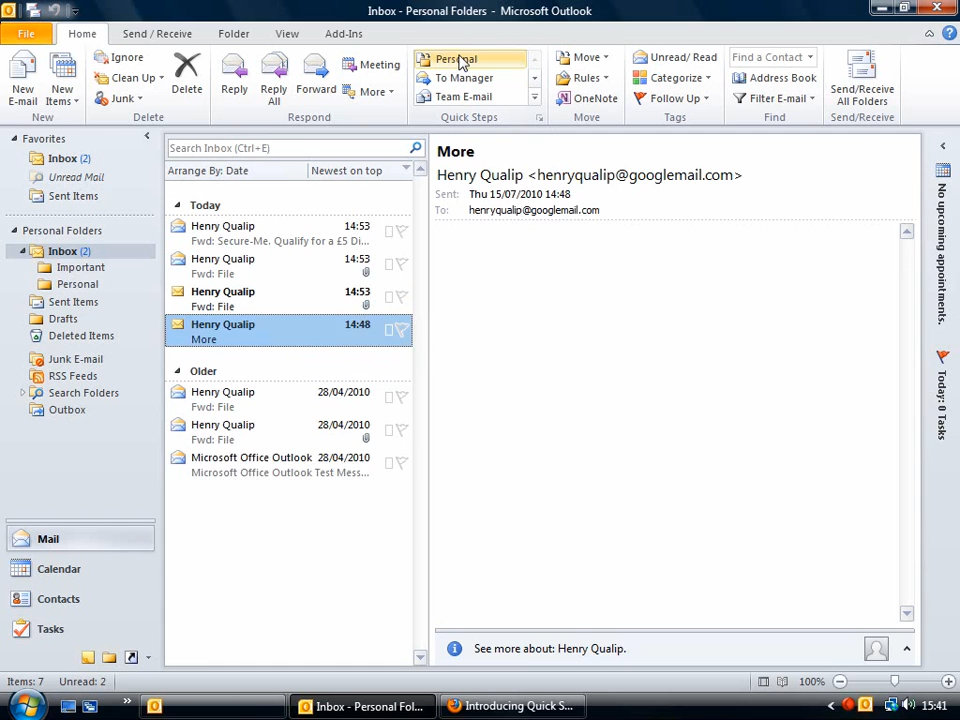 Inbox - Personal Folders - Microsoft Outlook
File Home Send / Receive Folder View Add-Ins
New E-mail
New Items
New
Ignore
Clean Up
Junk
Delete
Delete
Reply
Reply All
Forward
Meeting
More
Respond
To Manager
Team E-mail
Quick Steps
Move
Rules
OneNote
Move
Unread/ Read
Categorize
Follow Up
Tags
Find a Contact
Address Book
Filter E-mail
Find
Send/Receive All Folders
Send/Receive
Favorites
Inbox (2)
Unread Mail
Sent Items
Personal Folders
Inbox (2)
Important
Personal
Sent Items
Drafts
Deleted Items
Junk E-mail
RSS Feeds
Search Folders
Outbox
Mail
Calendar
Contacts
Tasks
Search Inbox (Ctrl+E)
Arrange By: Date Newest on top
Today
Henry Qualip 14:53
Fwd: Secure-Me. Qualify for a £5 Di...
Henry Qualip 14:53
Fwd: File
Henry Qualip 14:53
Fwd: File
Henry Qualip 14:48
More
Older
Henry Qualip 28/04/2010
Fwd: File
Henry Qualip 28/04/2010
Fwd: File
Microsoft Office Outlook 28/04/2010
Microsoft Office Outlook Test Mess...
More
Henry Qualip <henryqualip@googlemail.com>
Sent: Thu 15/07/2010 14:48
To: henryqualip@googlemail.com
See more about: Henry Qualip.
No upcoming appointments.
Today: 0 Tasks
Items: 7 Unread: 2
100%
Inbox - Personal Fol...
Introducing Quick S...
15:41